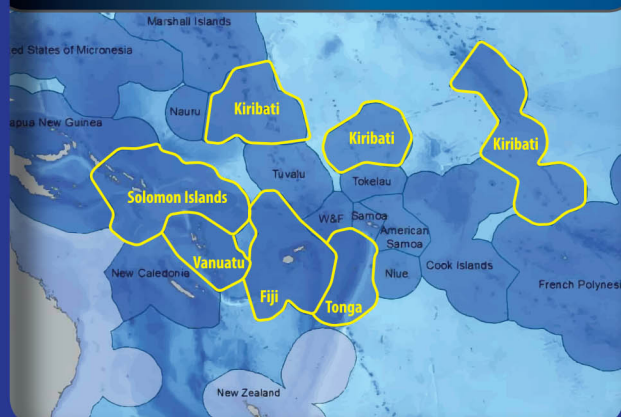 Marshall Islands
ed States of Micronesia
Nauru
Kiribati
Kiribati
Kiribati
apua New Guinea
Tuvalu
Tokelau
Solomon Islands
W&F
Samoa
American
Samoa
Vanuatu
New Caledonia
Niue
Cook Islands
French Polynesi
Fiji
Tonga
New Zealand